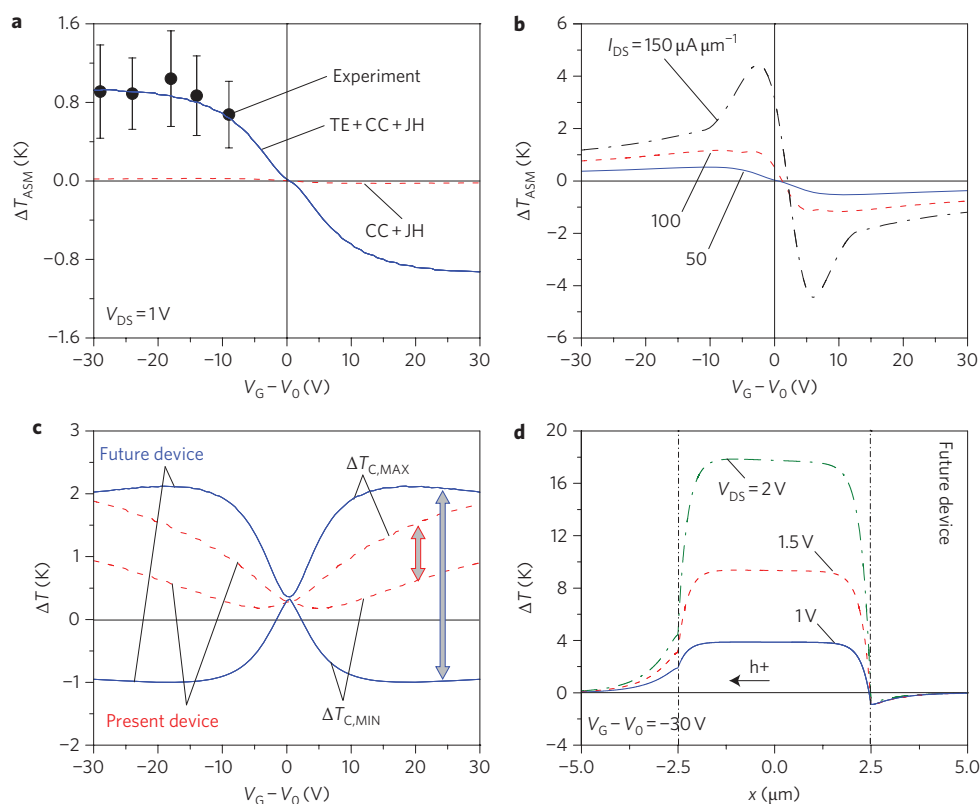 a
1.6
0.8
0.0
−0.8
−1.6
ΔT_ASM (K)
Experiment
TE + CC + JH
CC + JH
V_DS = 1 V
−30 −20 −10 0 10 20 30
V_G − V_0 (V)
b
6
4
2
0
−2
−4
−6
ΔT_ASM (K)
I_DS = 150 μA μm⁻¹
100
50
−30 −20 −10 0 10 20 30
V_G − V_0 (V)
c
3
2
1
0
−1
−2
ΔT (K)
Future device
ΔT_C,MAX
Present device
ΔT_C,MIN
−30 −20 −10 0 10 20 30
V_G − V_0 (V)
d
20
16
12
8
4
0
−4
ΔT (K)
Future device
V_DS = 2 V
1.5 V
1 V
h+
V_G − V_0 = −30 V
−5.0 −2.5 0.0 2.5 5.0
x (μm)